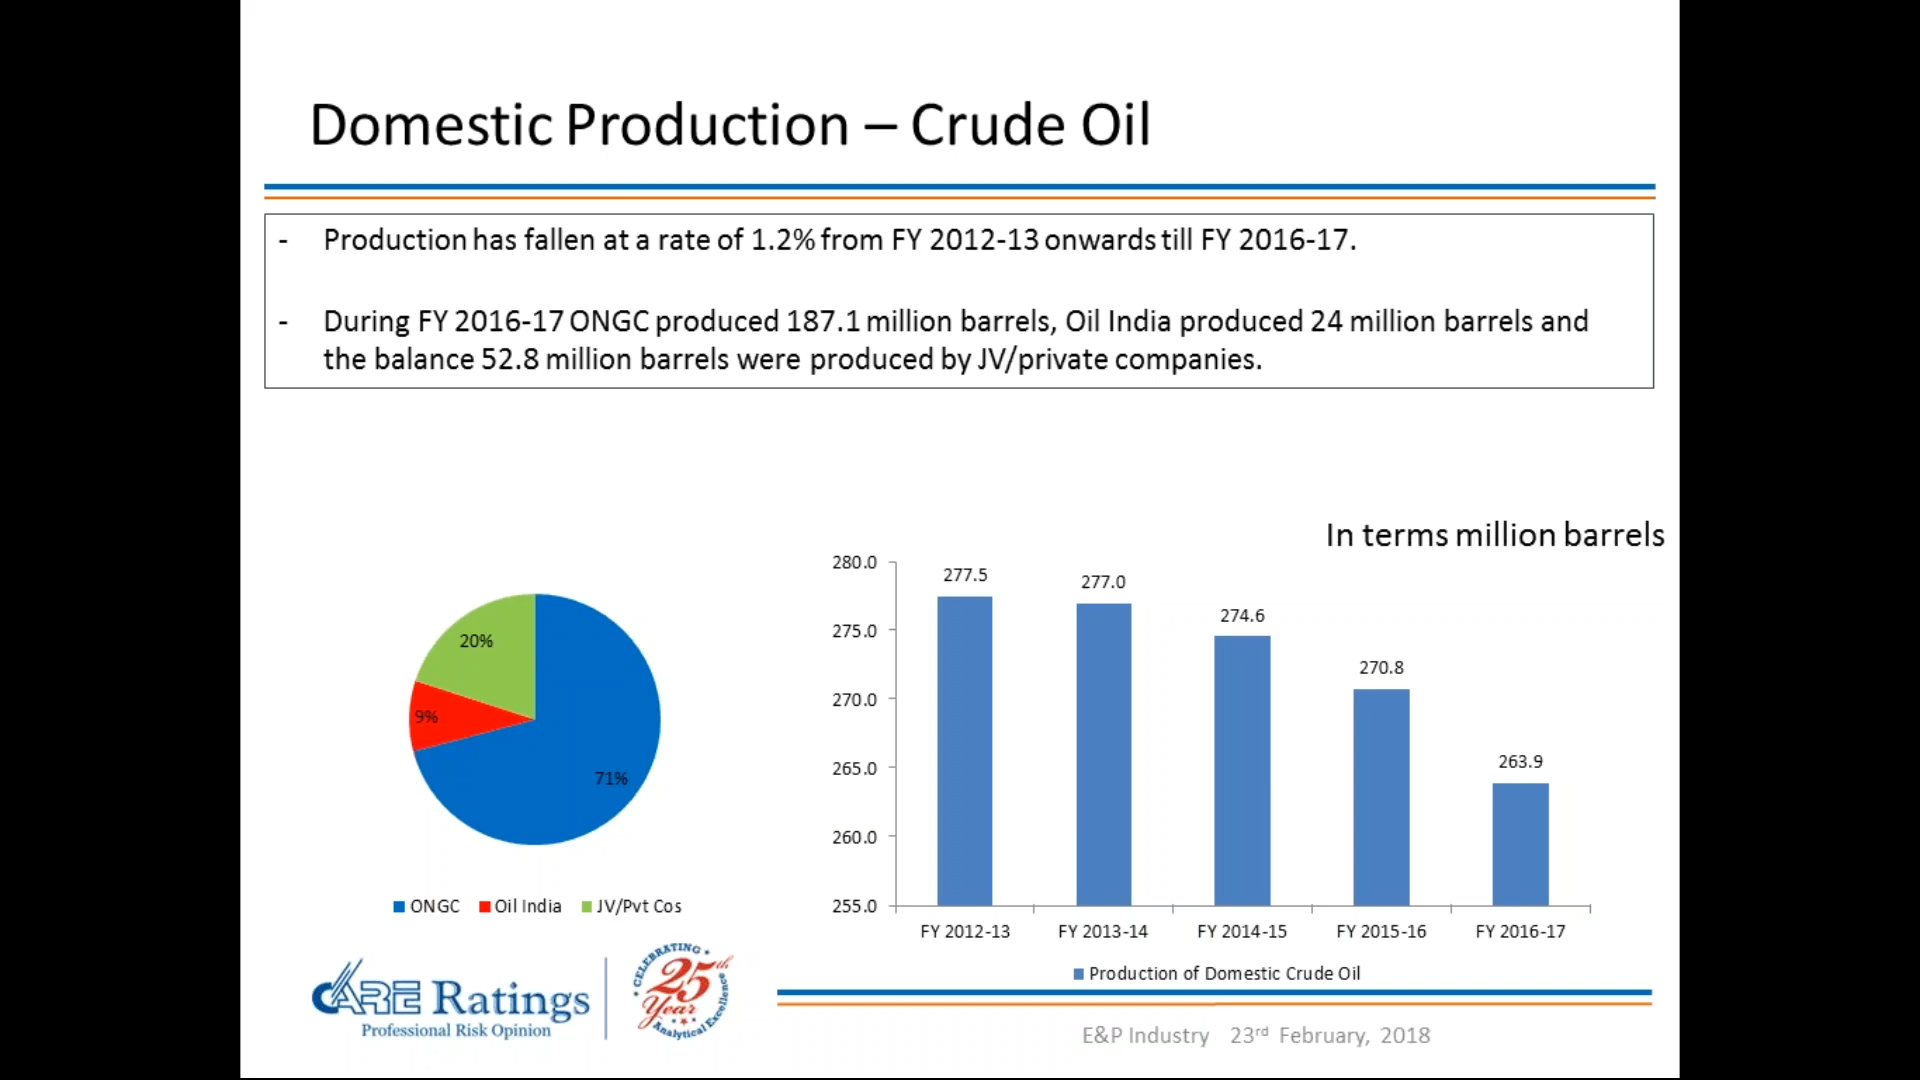 Domestic Production – Crude Oil
- Production has fallen at a rate of 1.2% from FY 2012-13 onwards till FY 2016-17.
- During FY 2016-17 ONGC produced 187.1 million barrels, Oil India produced 24 million barrels and
the balance 52.8 million barrels were produced by JV/private companies.
In terms million barrels
20%
9%
71%
ONGC Oil India JV/Pvt Cos
280.0
275.0
270.0
265.0
260.0
255.0
277.5
277.0
274.6
270.8
263.9
FY 2012-13 FY 2013-14 FY 2014-15 FY 2015-16 FY 2016-17
Production of Domestic Crude Oil
CARE Ratings
Professional Risk Opinion
CELEBRATING
25th
Year
Analytical Excellence
E&P Industry 23rd February, 2018